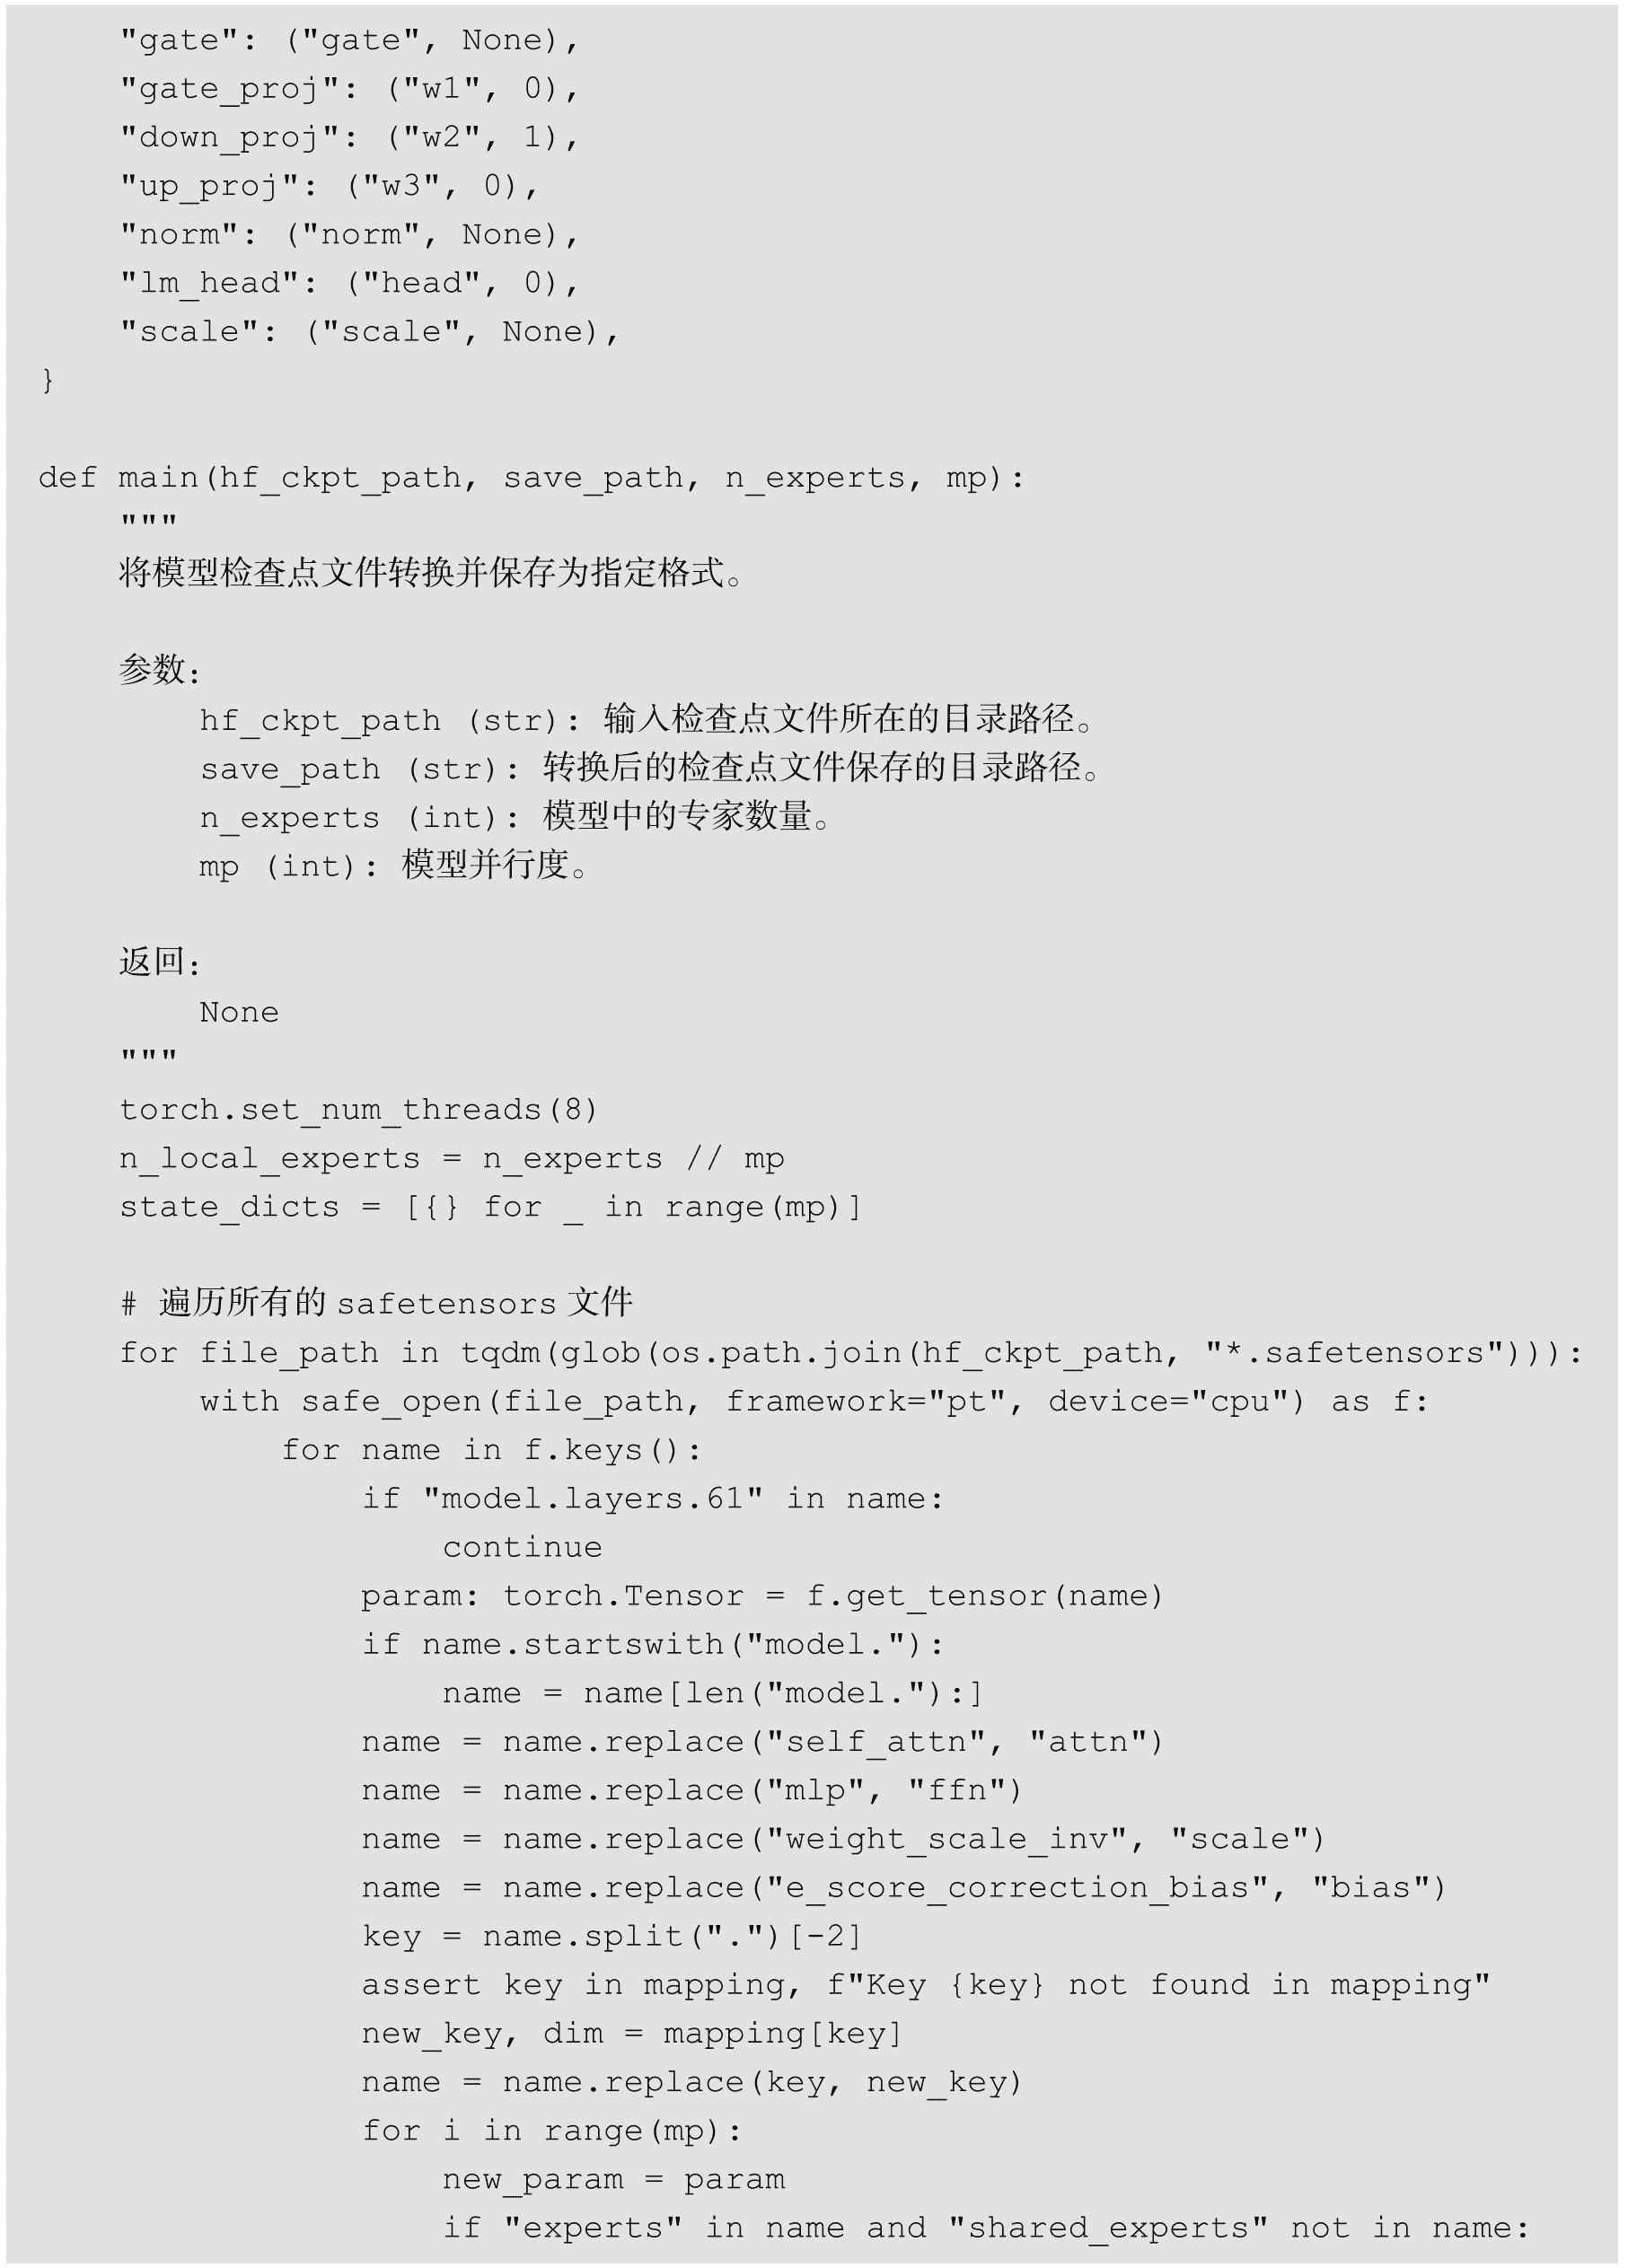 "gate": ("gate", None),
    "gate_proj": ("w1", 0),
    "down_proj": ("w2", 1),
    "up_proj": ("w3", 0),
    "norm": ("norm", None),
    "lm_head": ("head", 0),
    "scale": ("scale", None),
}
def main(hf_ckpt_path, save_path, n_experts, mp):
    """
    将模型检查点文件转换并保存为指定格式。
    参数：
        hf_ckpt_path (str): 输入检查点文件所在的目录路径。
        save_path (str): 转换后的检查点文件保存的目录路径。
        n_experts (int): 模型中的专家数量。
        mp (int): 模型并行度。
    返回：
        None
    """
    torch.set_num_threads(8)
    n_local_experts = n_experts // mp
    state_dicts = [{} for _ in range(mp)]
    # 遍历所有的 safetensors 文件
    for file_path in tqdm(glob(os.path.join(hf_ckpt_path, "*.safetensors"))):
        with safe_open(file_path, framework="pt", device="cpu") as f:
            for name in f.keys():
                if "model.layers.61" in name:
                    continue
                param: torch.Tensor = f.get_tensor(name)
                if name.startswith("model."):
                    name = name[len("model."):]
                name = name.replace("self_attn", "attn")
                name = name.replace("mlp", "ffn")
                name = name.replace("weight_scale_inv", "scale")
                name = name.replace("e_score_correction_bias", "bias")
                key = name.split(".")[-2]
                assert key in mapping, f"Key {key} not found in mapping"
                new_key, dim = mapping[key]
                name = name.replace(key, new_key)
                for i in range(mp):
                    new_param = param
                    if "experts" in name and "shared_experts" not in name: